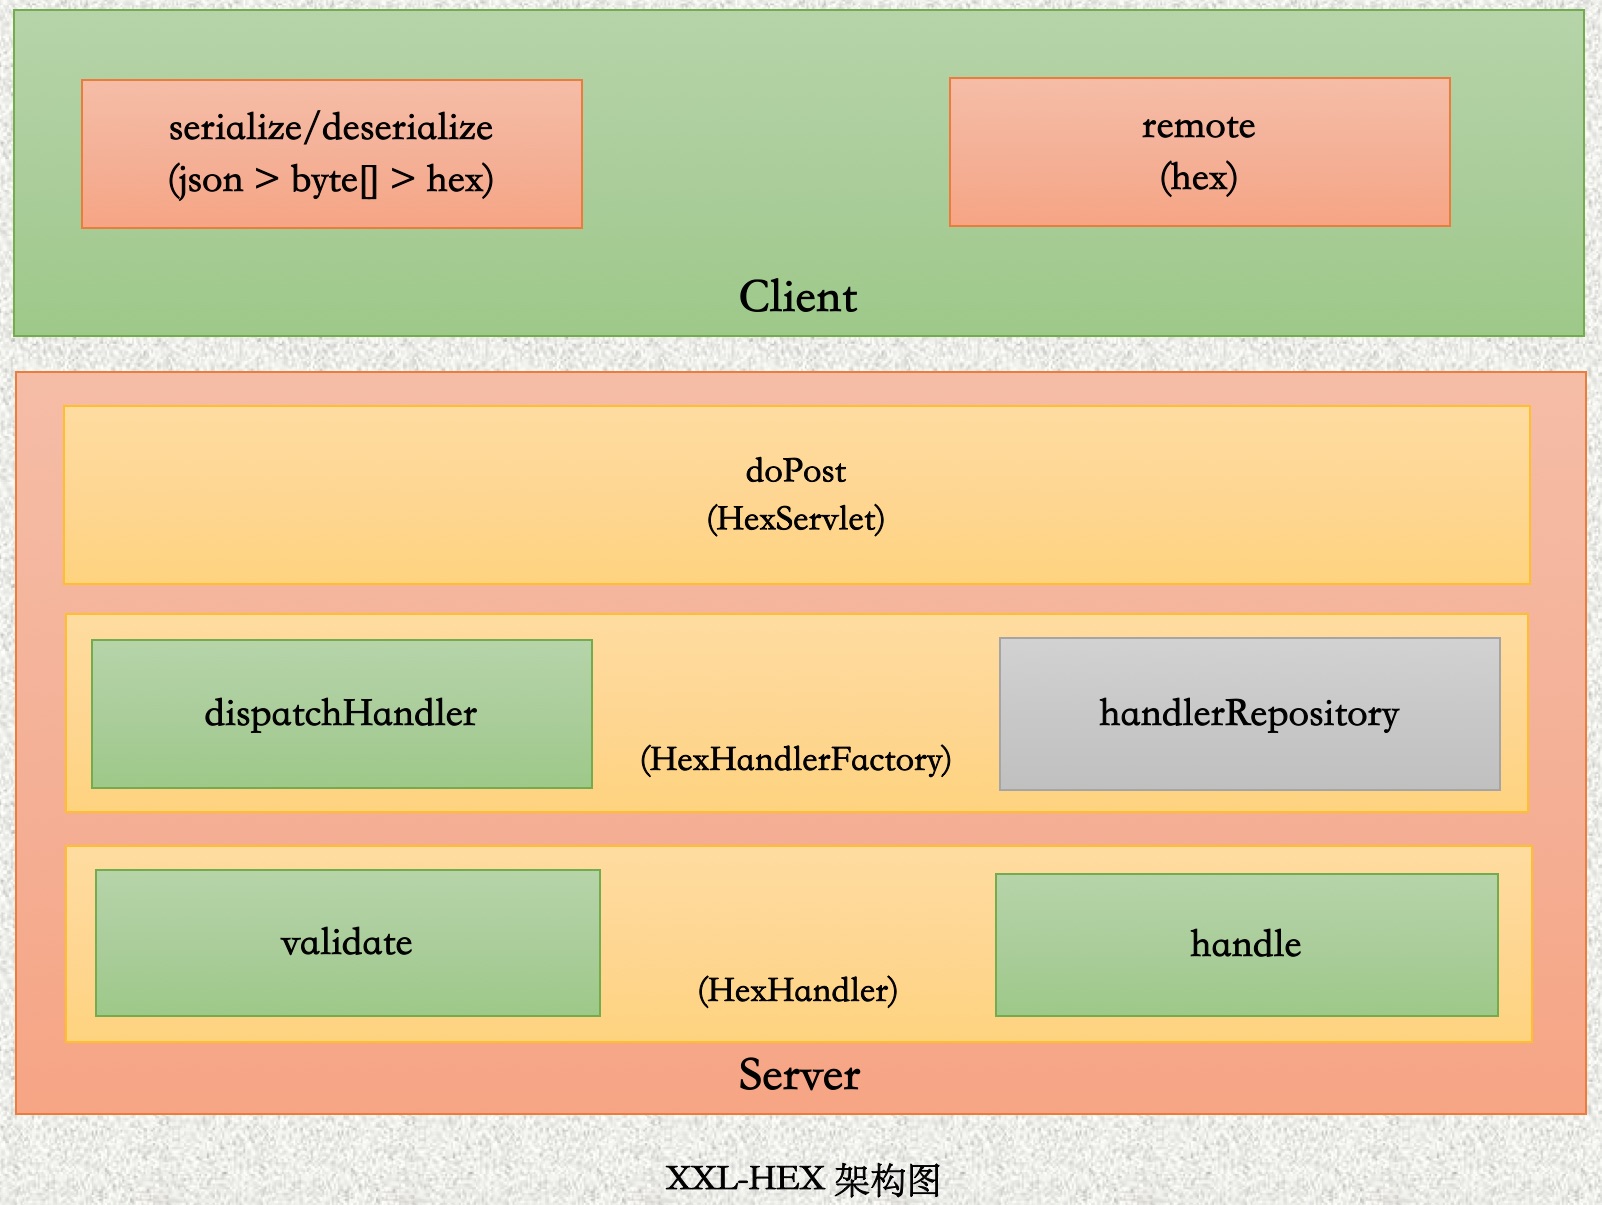 serialize/deserialize
(json > byte[] > hex)
remote
(hex)
Client
doPost
(HexServlet)
dispatchHandler
(HexHandlerFactory)
handlerRepository
validate
(HexHandler)
handle
Server
XXL-HEX 架构图